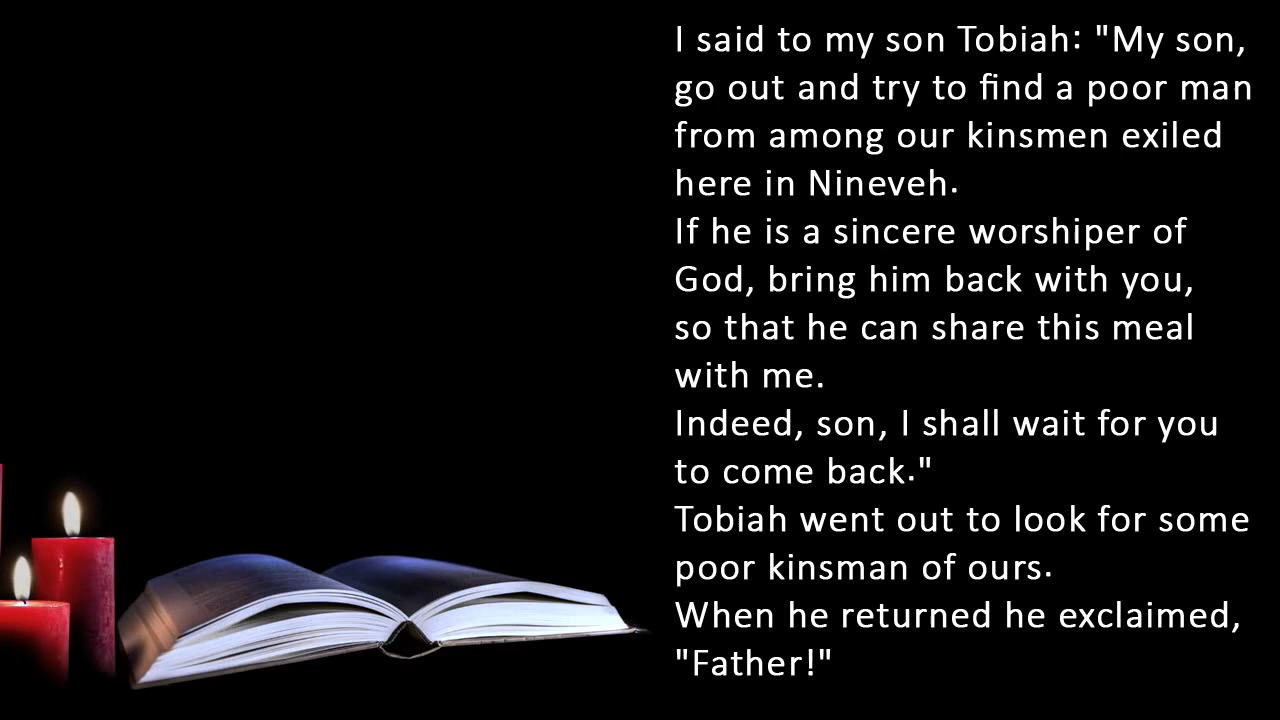 I said to my son Tobiah: "My son,
go out and try to find a poor man
from among our kinsmen exiled
here in Nineveh.
If he is a sincere worshiper of
God, bring him back with you,
so that he can share this meal
with me.
Indeed, son, I shall wait for you
to come back."
Tobiah went out to look for some
poor kinsman of ours.
When he returned he exclaimed,
"Father!"